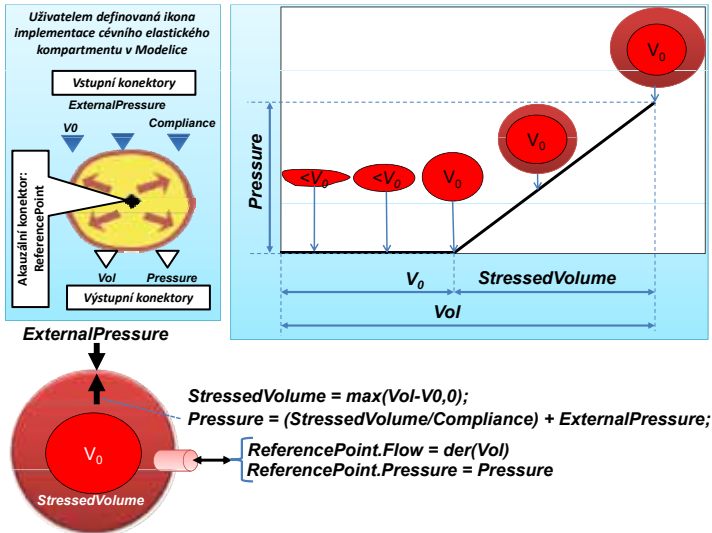 Uživatelem definovaná ikona
implementace cévního elastického
kompartmentu v Modelice
Vstupní konektory
ExternalPressure
V0
Compliance
Akauzální konektor:
ReferencePoint
Vol
Pressure
Výstupní konektory
Pressure
<V0
<V0
V0
V0
V0
V0
StressedVolume
Vol
ExternalPressure
V0
StressedVolume
StressedVolume = max(Vol-V0,0);
Pressure = (StressedVolume/Compliance) + ExternalPressure;
ReferencePoint.Flow = der(Vol)
ReferencePoint.Pressure = Pressure